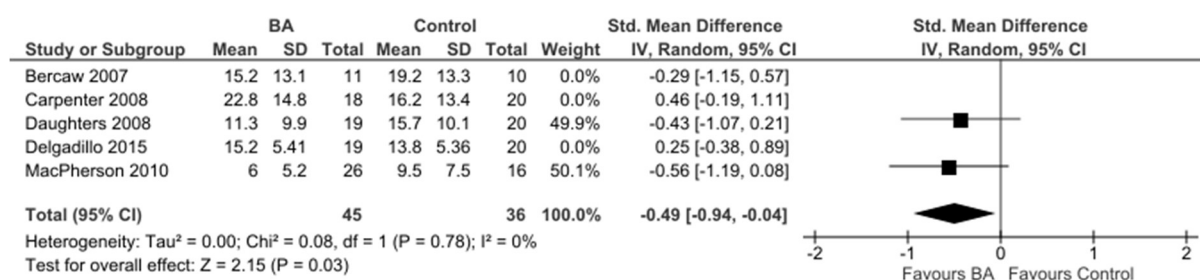 BA Control Std. Mean Difference Std. Mean Difference
Study or Subgroup Mean SD Total Mean SD Total Weight IV, Random, 95% CI IV, Random, 95% CI
Bercaw 2007 15.2 13.1 11 19.2 13.3 10 0.0% -0.29 [-1.15, 0.57]
Carpenter 2008 22.8 14.8 18 16.2 13.4 20 0.0% 0.46 [-0.19, 1.11]
Daughters 2008 11.3 9.9 19 15.7 10.1 20 49.9% -0.43 [-1.07, 0.21]
Delgadillo 2015 15.2 5.41 19 13.8 5.36 20 0.0% 0.25 [-0.38, 0.89]
MacPherson 2010 6 5.2 26 9.5 7.5 16 50.1% -0.56 [-1.19, 0.08]
Total (95% CI) 45 36 100.0% -0.49 [-0.94, -0.04]
Heterogeneity: Tau² = 0.00; Chi² = 0.08, df = 1 (P = 0.78); I² = 0%
Test for overall effect: Z = 2.15 (P = 0.03)
-2 -1 0 1 2
Favours BA Favours Control